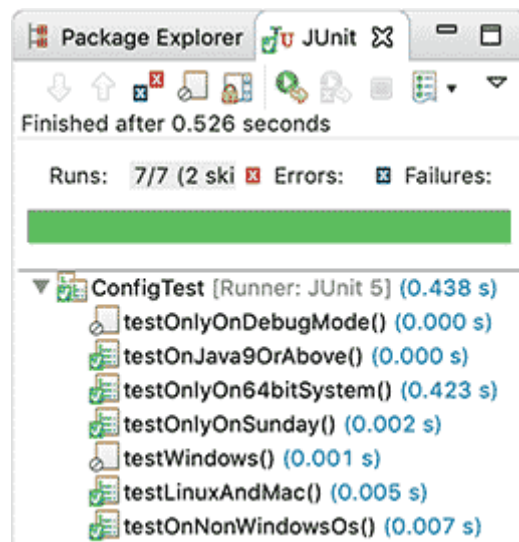 Package Explorer JUnit
Finished after 0.526 seconds
Runs: 7/7 (2 ski Errors: Failures:
ConfigTest [Runner: JUnit 5] (0.438 s)
testOnlyOnDebugMode() (0.000 s)
testOnJava9OrAbove() (0.000 s)
testOnlyOn64bitSystem() (0.423 s)
testOnlyOnSunday() (0.002 s)
testWindows() (0.001 s)
testLinuxAndMac() (0.005 s)
testOnNonWindowsOs() (0.007 s)